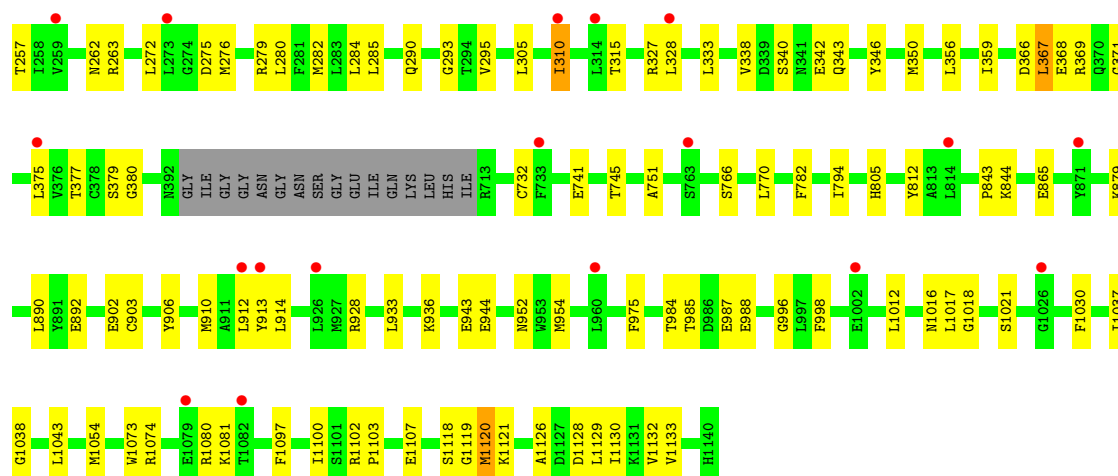 T257 I258 V259 N262 R263 L272 L273 G274 D275 M276 R279 L280 F281 M282 L283 L284 L285 Q290 G293 T294 V295 L305 I310 L314 T315 R327 L328 L333 V338 D339 S340 N341 E342 Q343 Y346 M350 L356 I359 D366 L367 E368 R369 Q370
L375 V376 T377 C378 S379 G380 N392 GLY ILE GLY GLY ASN GLY ASN SER GLY GLU ILE GLN LYS LEU HIS ILE R713 C732 F733 E741 T745 A751 S763 S766 L770 F782 I794 H805 Y812 A813 L814 P843 K844 E865 Y871
L890 Y891 E892 E902 C903 Y906 M910 A911 L912 Y913 L914 L926 M927 R928 L933 K936 E943 E944 N952 W953 M954 L960 F975 T984 T985 D986 E987 E988 G996 L997 F998 E1002 L1012 N1016 L1017 G1018 S1021 G1026 F1030 I1037
G1038 L1043 M1054 W1073 R1074 E1079 R1080 K1081 T1082 F1097 I1100 S1101 R1102 P1103 E1107 S1118 G1119 M1120 K1121 A1126 D1127 D1128 L1129 I1130 K1131 V1132 V1133 H1140